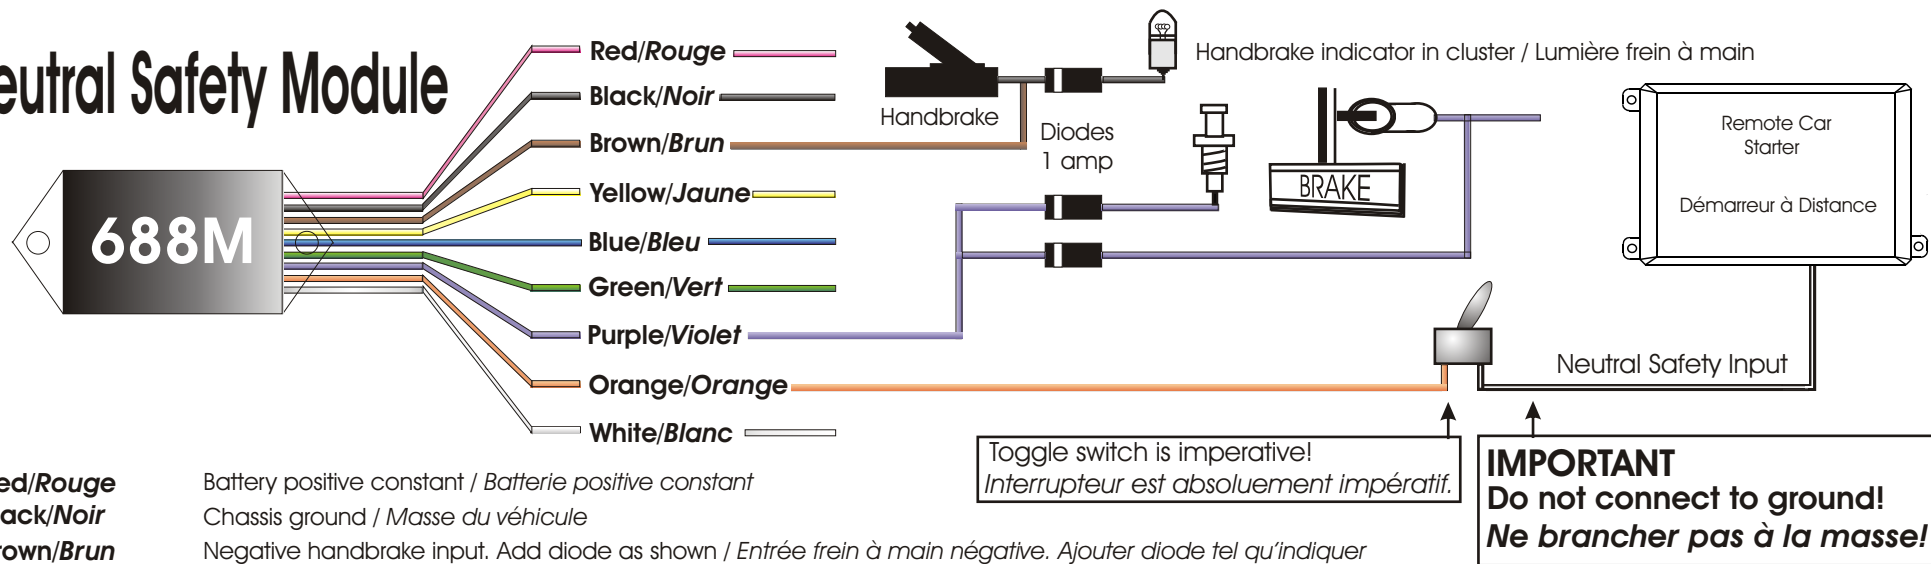 eutral Safety Module
688M
Red/Rouge
Black/Noir
Brown/Brun
Yellow/Jaune
Blue/Bleu
Green/Vert
Purple/Violet
Orange/Orange
White/Blanc
Handbrake
Diodes
1 amp
Handbrake indicator in cluster / Lumière frein à main
BRAKE
Remote Car
Starter
Démarreur à Distance
Neutral Safety Input
Toggle switch is imperative!
Interrupteur est absoluement impératif.
IMPORTANT
Do not connect to ground!
Ne brancher pas à la masse!
ed/Rouge Battery positive constant / Batterie positive constant
ack/Noir Chassis ground / Masse du véhicule
rown/Brun Negative handbrake input. Add diode as shown / Entrée frein à main négative. Ajouter diode tel qu'indiquer